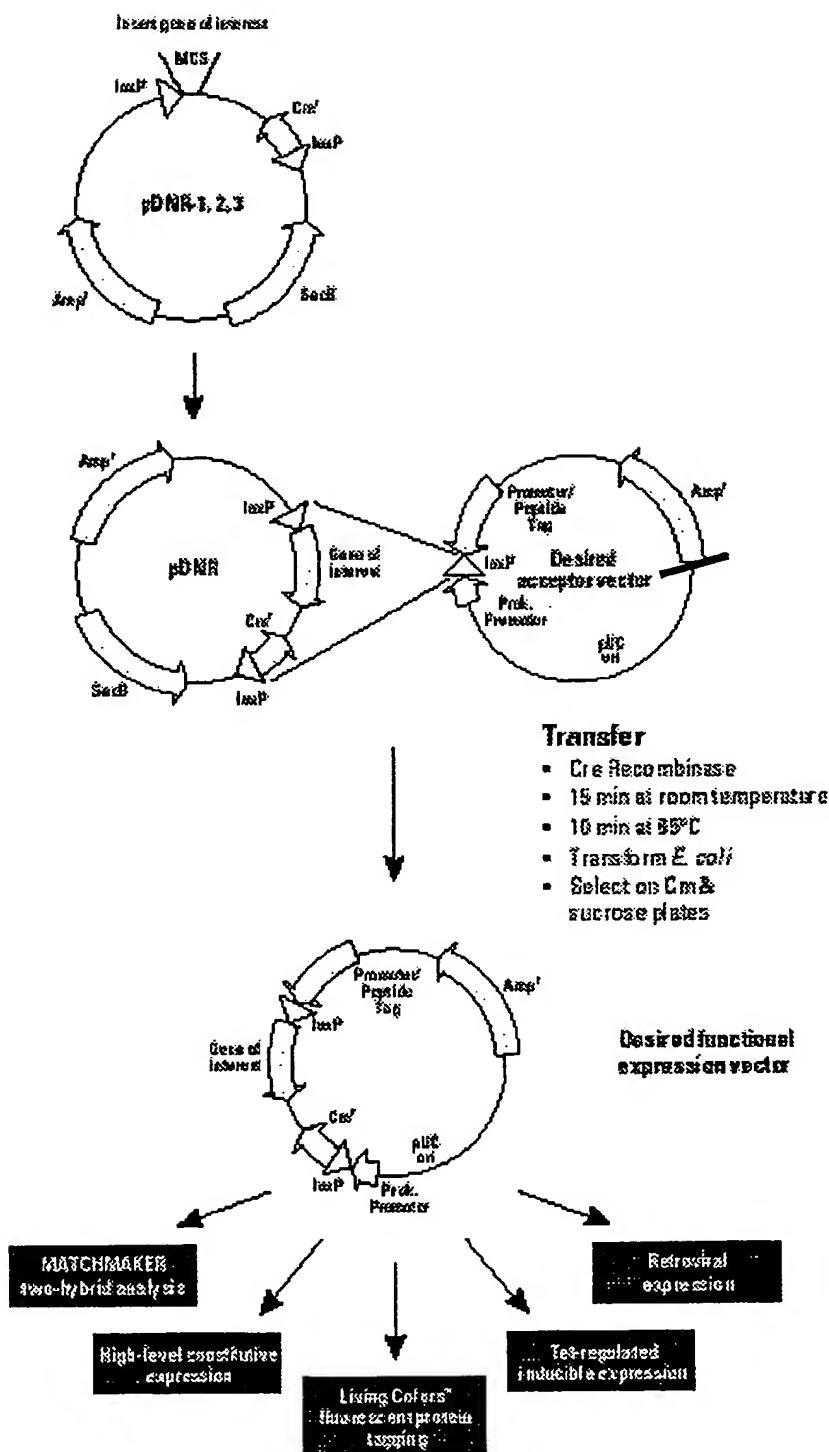 Insert gene of interest
MCS
loxP
Cmʳ
loxP
pDNR-1, 2, 3
Ampʳ
SacB
Ampʳ
loxP
Gene of
interest
pDNR
Cmʳ
loxP
SacB
Promoter/
Peptide
Tag
Ampʳ
loxP
Desired
acceptor vector
Prok.
Promoter
pUC
ori
Transfer
▪ Cre Recombinase
▪ 15 min at room temperature
▪ 10 min at 65°C
▪ Transform E. coli
▪ Select on Cm &
sucrose plates
Promoter/
Peptide
Tag
Ampʳ
loxP
Gene of
interest
Desired functional
expression vector
Cmʳ
pUC
ori
loxP
Prok.
Promoter
MATCHMAKER
two-hybrid analysis
Retroviral
expression
High-level constitutive
expression
Tet-regulated
inducible expression
Living Colors™
fluorescent protein
tagging